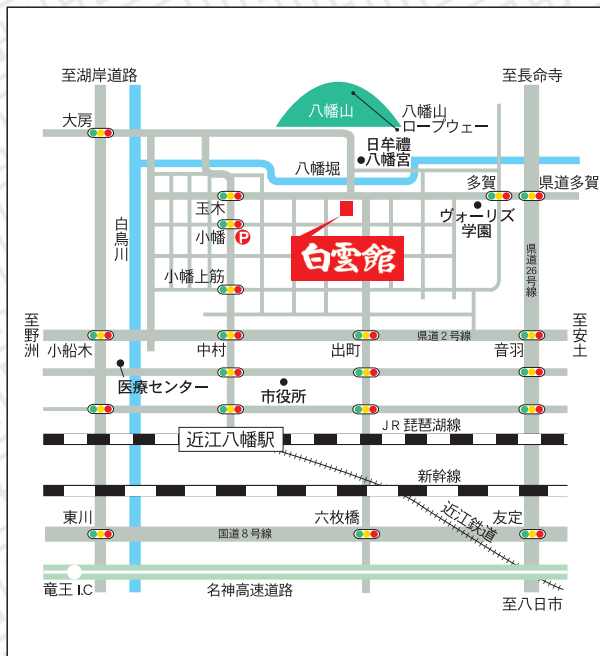 至湖岸道路
至長命寺
大房
八幡山
八幡山
ロープウェー
日牟禮
八幡宮
八幡堀
多賀
県道多賀
玉木
ヴォーリズ
学園
白鳥川
小幡
P
白雲館
小幡上筋
県道26号線
至野洲
至安土
小船木
中村
出町
県道2号線
音羽
医療センター
市役所
JR琵琶湖線
近江八幡駅
新幹線
近江鉄道
東川
国道8号線
六枚橋
友定
竜王I.C
名神高速道路
至八日市